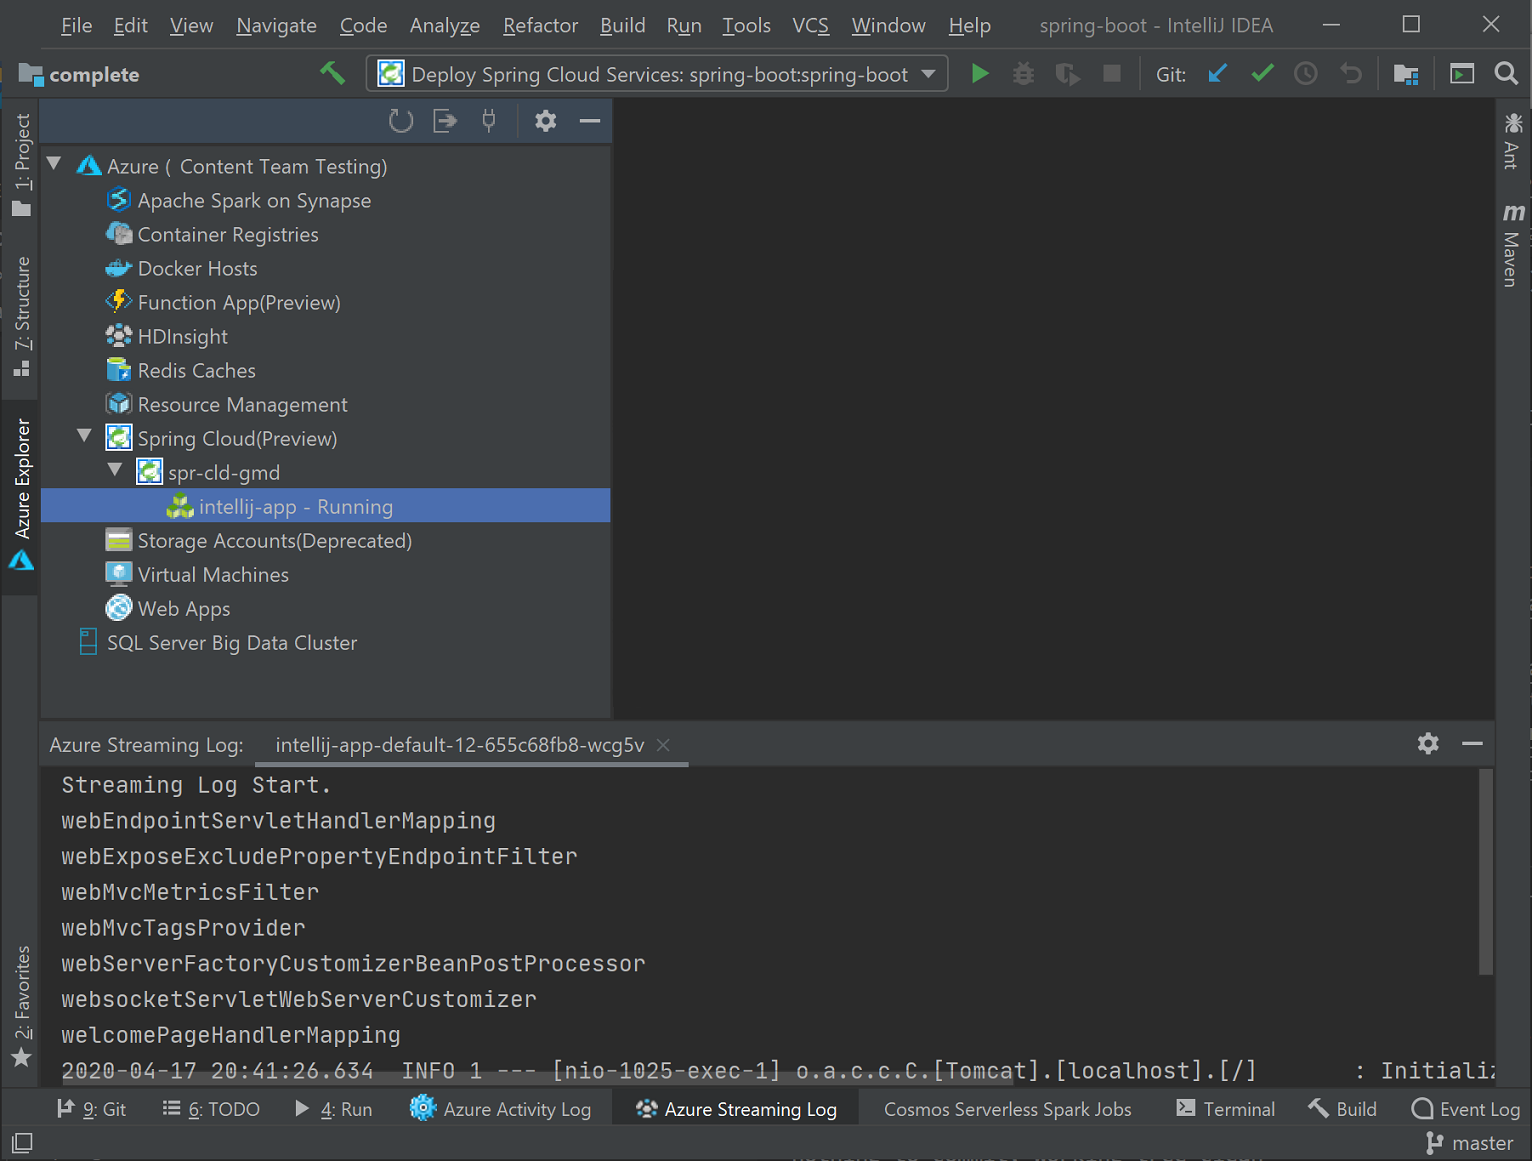 File Edit View Navigate Code Analyze Refactor Build Run Tools VCS Window Help spring-boot - IntelliJ IDEA
complete Deploy Spring Cloud Services: spring-boot:spring-boot Git:
1: Project
7: Structure
Azure Explorer
2: Favorites
Azure ( Content Team Testing)
Apache Spark on Synapse
Container Registries
Docker Hosts
Function App(Preview)
HDInsight
Redis Caches
Resource Management
Spring Cloud(Preview)
spr-cld-gmd
intellij-app - Running
Storage Accounts(Deprecated)
Virtual Machines
Web Apps
SQL Server Big Data Cluster
Ant
m
Maven
Azure Streaming Log: intellij-app-default-12-655c68fb8-wcg5v
Streaming Log Start.
webEndpointServletHandlerMapping
webExposeExcludePropertyEndpointFilter
webMvcMetricsFilter
webMvcTagsProvider
webServerFactoryCustomizerBeanPostProcessor
websocketServletWebServerCustomizer
welcomePageHandlerMapping
2020-04-17 20:41:26.634 INFO 1 --- [nio-1025-exec-1] o.a.c.c.C.[Tomcat].[localhost].[/] : Initializ
9: Git 6: TODO 4: Run Azure Activity Log Azure Streaming Log Cosmos Serverless Spark Jobs Terminal Build Event Log
master